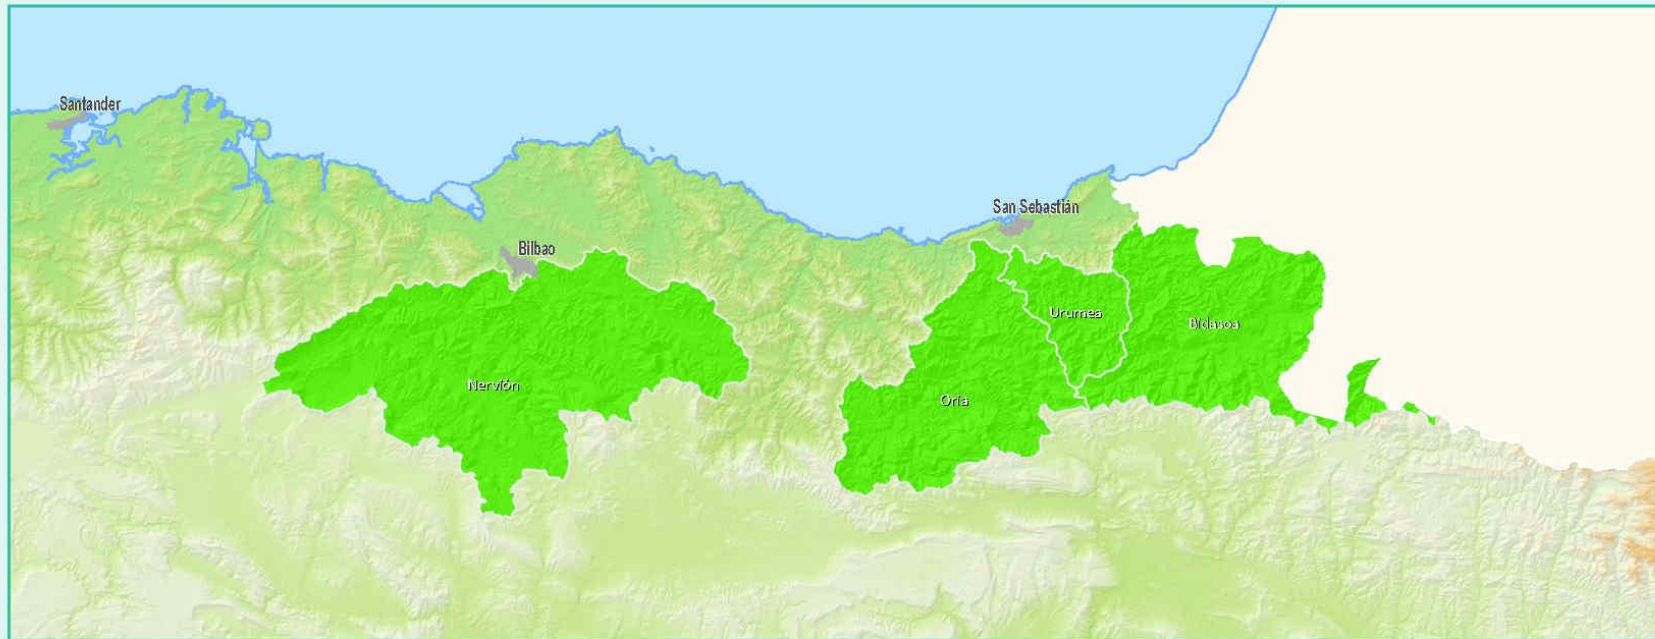 Santander
San Sebastián
Bilbao
Urumea
Bidasoa
Nervión
Oria